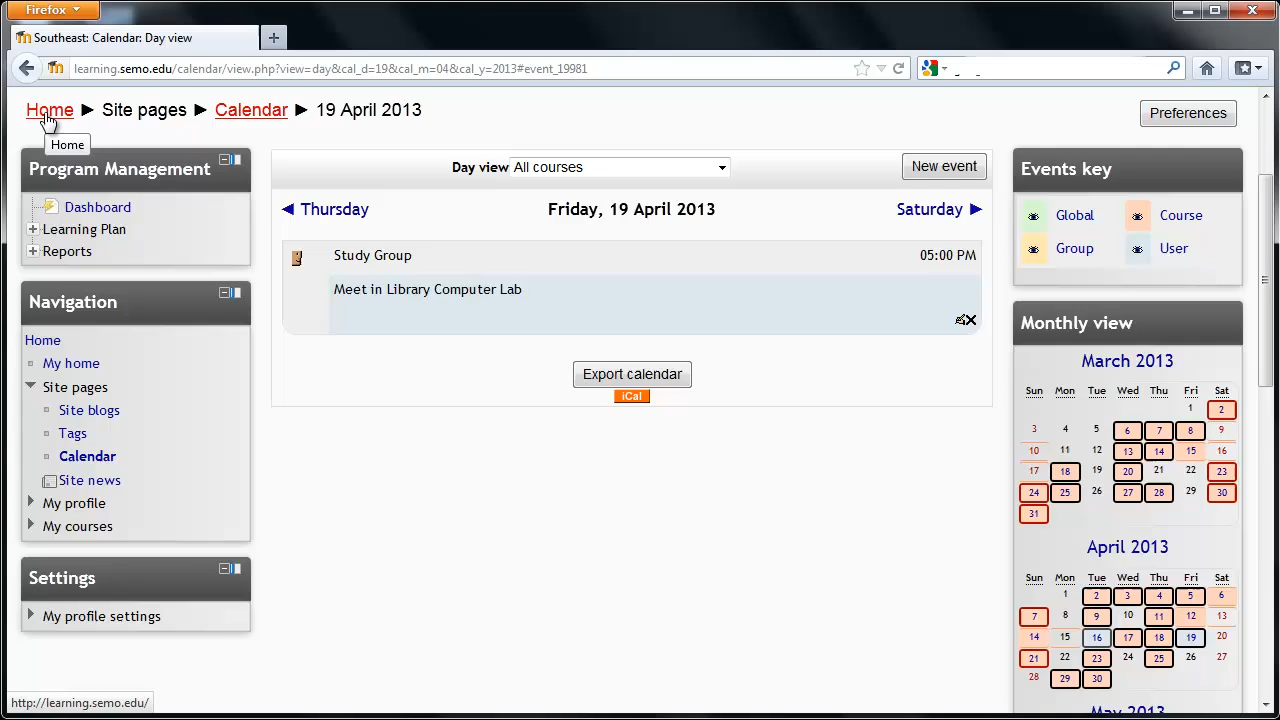 Firefox
Southeast: Calendar: Day view
learning.semo.edu/calendar/view.php?view=day&cal_d=19&cal_m=04&cal_y=2013#event_19981
Home ► Site pages ► Calendar ► 19 April 2013
Preferences
Home
Program Management
Dashboard
Learning Plan
Reports
Navigation
Home
My home
Site pages
Site blogs
Tags
Calendar
Site news
My profile
My courses
Settings
My profile settings
Day view All courses
New event
◄ Thursday Friday, 19 April 2013 Saturday ►
Study Group 05:00 PM
Meet in Library Computer Lab
Export calendar
iCal
Events key
Global Course
Group User
Monthly view
March 2013
Sun Mon Tue Wed Thu Fri Sat
1 2
3 4 5 6 7 8 9
10 11 12 13 14 15 16
17 18 19 20 21 22 23
24 25 26 27 28 29 30
31
April 2013
Sun Mon Tue Wed Thu Fri Sat
1 2 3 4 5 6
7 8 9 10 11 12 13
14 15 16 17 18 19 20
21 22 23 24 25 26 27
28 29 30
May 2013
http://learning.semo.edu/